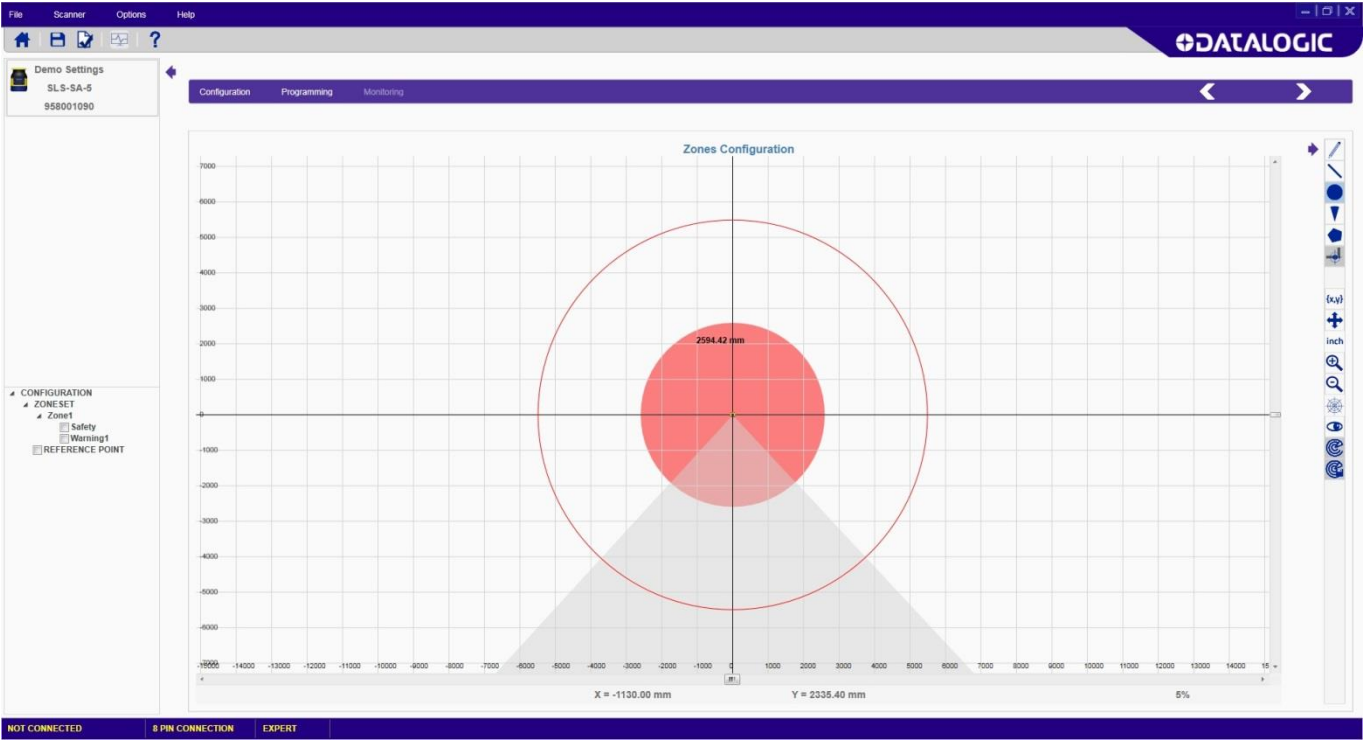 File Scanner Options Help
DATALOGIC
Demo Settings
SLS-SA-5
958001090
Configuration Programming Monitoring
Zones Configuration
7000
6000
5000
4000
3000
2000
1000
0
-1000
-2000
-3000
-4000
-5000
-6000
-7000
2594.42 mm
{x,y}
inch
CONFIGURATION
ZONESET
Zone1
Safety
Warning1
REFERENCE POINT
-15000 -14000 -13000 -12000 -11000 -10000 -9000 -8000 -7000 -6000 -5000 -4000 -3000 -2000 -1000 0 1000 2000 3000 4000 5000 6000 7000 8000 9000 10000 11000 12000 13000 14000 15
X = -1130.00 mm Y = 2335.40 mm 5%
NOT CONNECTED 8 PIN CONNECTION EXPERT